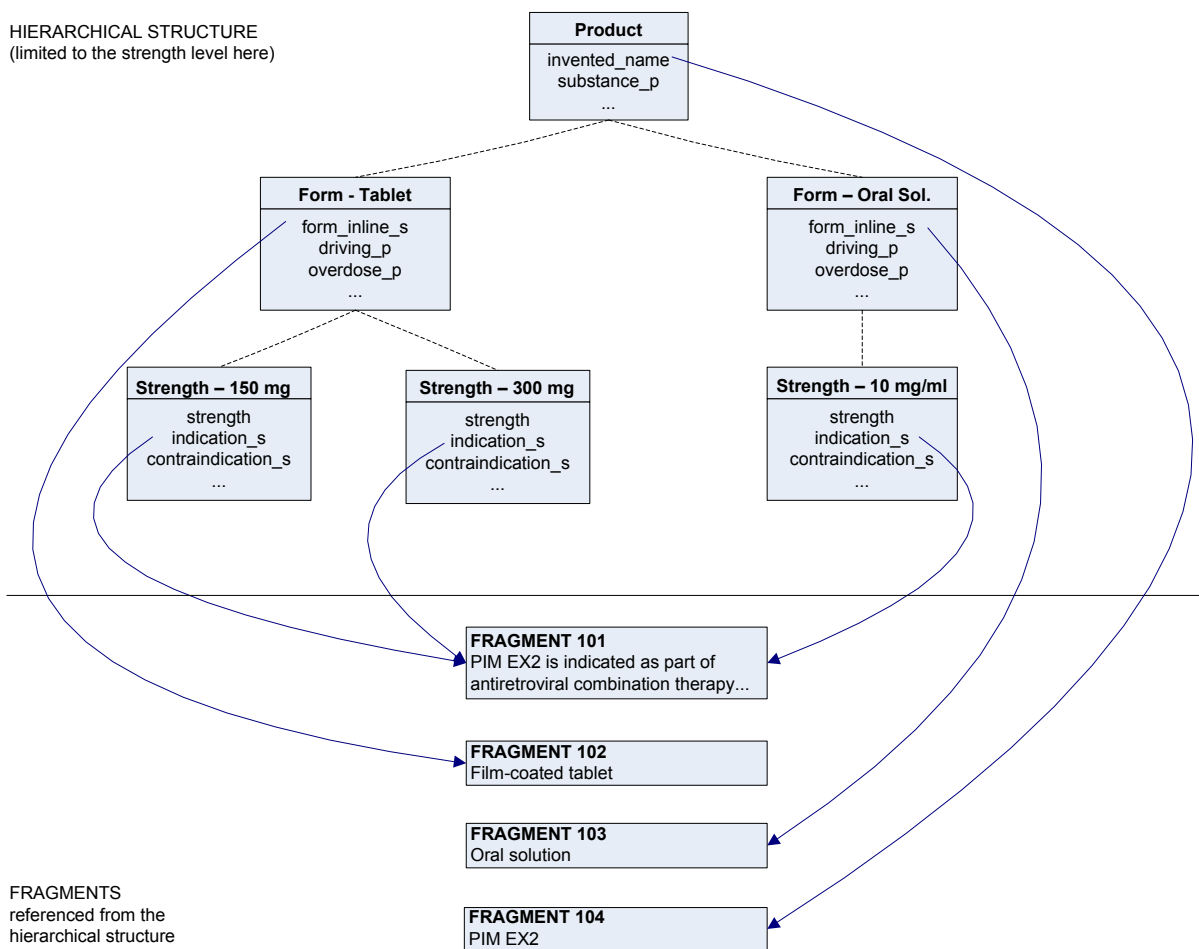 HIERARCHICAL STRUCTURE
(limited to the strength level here)
Product
invented_name
substance_p
...
Form - Tablet
form_inline_s
driving_p
overdose_p
...
Form – Oral Sol.
form_inline_s
driving_p
overdose_p
...
Strength – 150 mg
strength
indication_s
contraindication_s
...
Strength – 300 mg
strength
indication_s
contraindication_s
...
Strength – 10 mg/ml
strength
indication_s
contraindication_s
...
FRAGMENT 101
PIM EX2 is indicated as part of
antiretroviral combination therapy...
FRAGMENT 102
Film-coated tablet
FRAGMENT 103
Oral solution
FRAGMENT 104
PIM EX2
FRAGMENTS
referenced from the
hierarchical structure